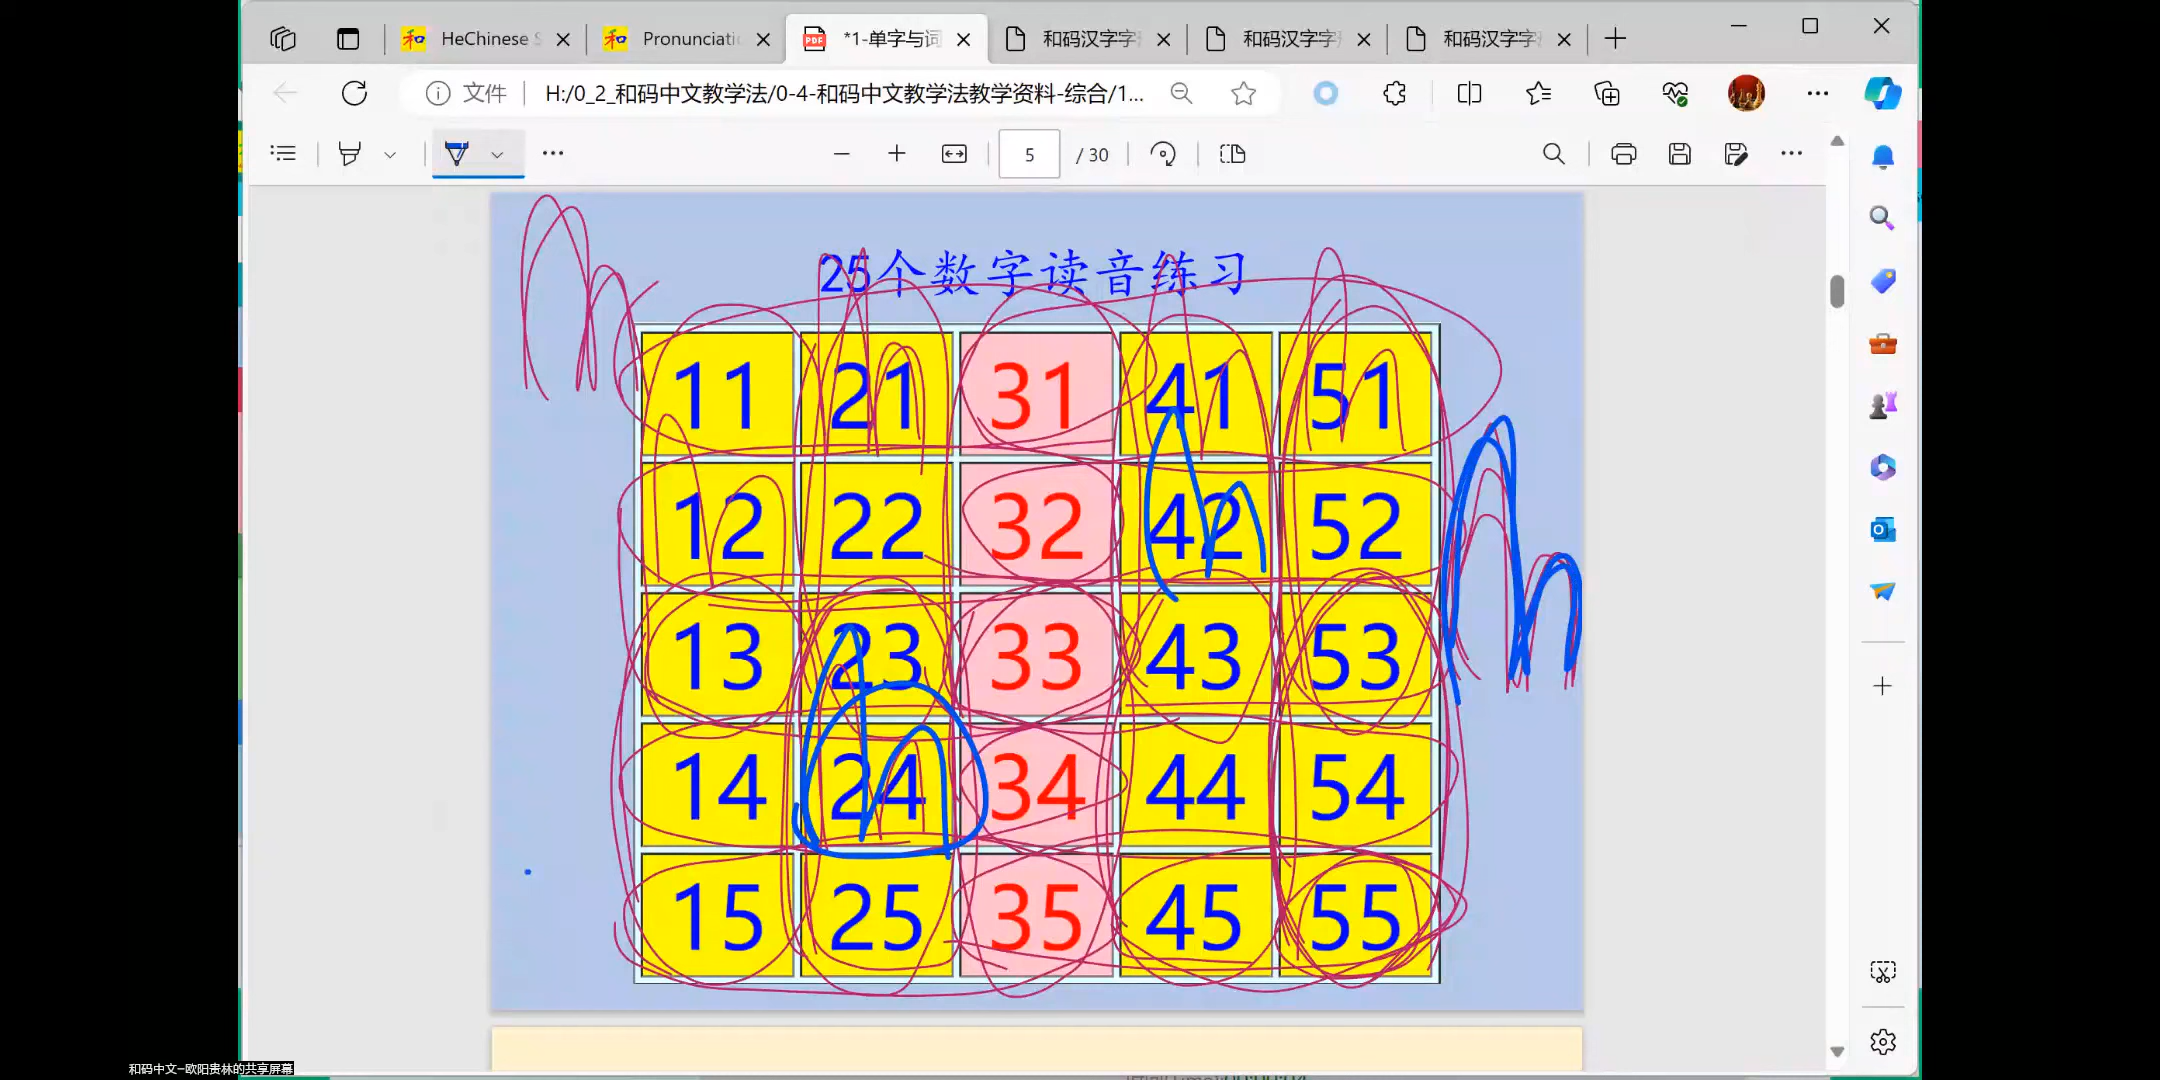 HeChinese S
Pronunciati
*1-单字与词
和码汉字字
和码汉字字
和码汉字字
文件
H:/0_2_和码中文教学法/0-4-和码中文教学法教学资料-综合/1...
5
/ 30
25个数字读音练习
11 21 31 41 51
12 22 32 42 52
13 23 33 43 53
14 24 34 44 54
15 25 35 45 55
和码中文–欧阳贵林的共享屏幕